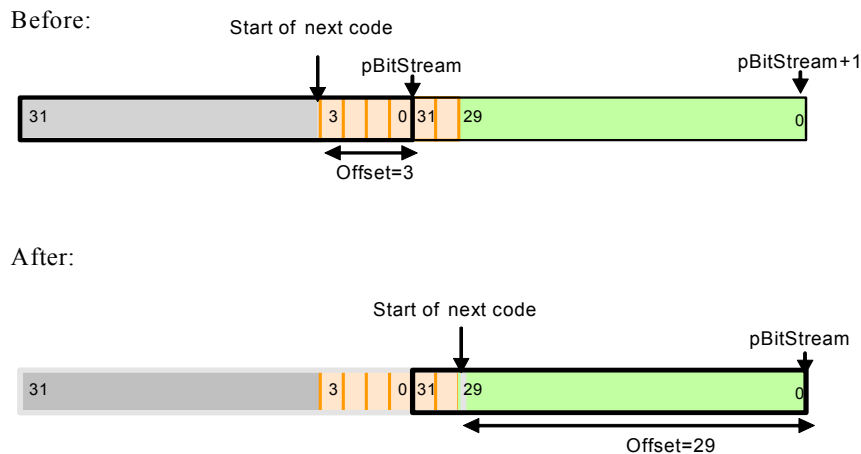 Before:
Start of next code
pBitStream
pBitStream+1
31 3 0 31 29 0
Offset=3
After:
Start of next code
pBitStream
31 3 0 31 29 0
Offset=29